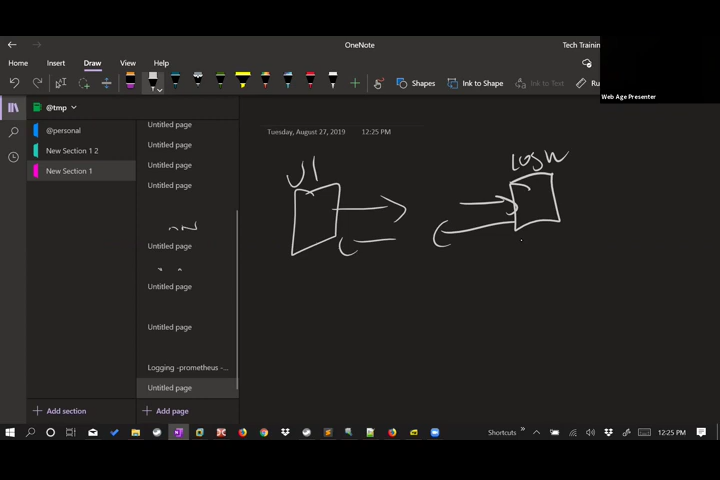 OneNote
Tech Trainin
Home Insert Draw View Help
Shapes Ink to Shape Ink to Text Ru
Web Age Presenter
@tmp
@personal
New Section 1 2
New Section 1
Untitled page
Untitled page
Untitled page
Untitled page
Untitled page
Untitled page
Untitled page
Logging -prometheus -...
Untitled page
Add section
Add page
Tuesday, August 27, 2019 12:25 PM
UI
Shortcuts
12:25 PM